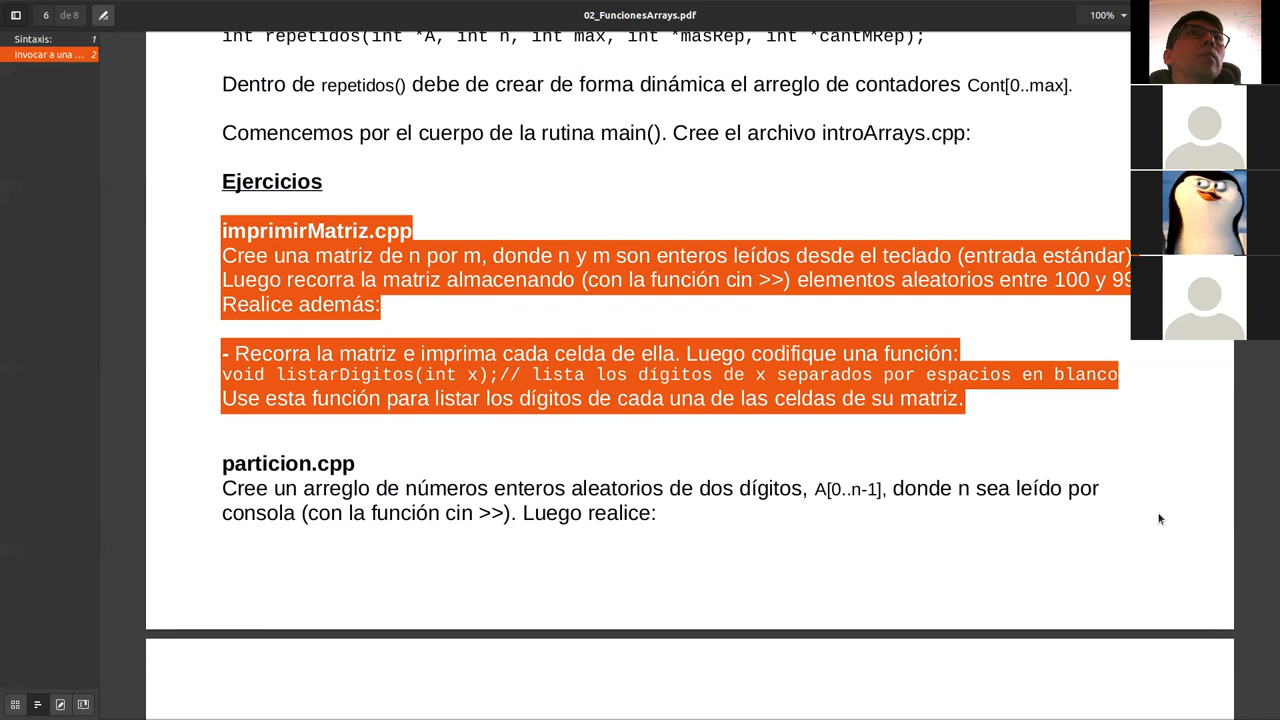 6 de 8
02_FuncionesArrays.pdf
100%
Sintaxis: 1
Invocar a una ... 2
int repetidos(int *A, int n, int max, int *masRep, int *cantMRep);
Dentro de repetidos() debe de crear de forma dinámica el arreglo de contadores Cont[0..max].
Comencemos por el cuerpo de la rutina main(). Cree el archivo introArrays.cpp:
Ejercicios
imprimirMatriz.cpp
Cree una matriz de n por m, donde n y m son enteros leídos desde el teclado (entrada estándar)
Luego recorra la matriz almacenando (con la función cin >>) elementos aleatorios entre 100 y 99
Realice además:
- Recorra la matriz e imprima cada celda de ella. Luego codifique una función:
void listarDigitos(int x);// lista los dígitos de x separados por espacios en blanco
Use esta función para listar los dígitos de cada una de las celdas de su matriz.
particion.cpp
Cree un arreglo de números enteros aleatorios de dos dígitos, A[0..n-1], donde n sea leído por
consola (con la función cin >>). Luego realice: